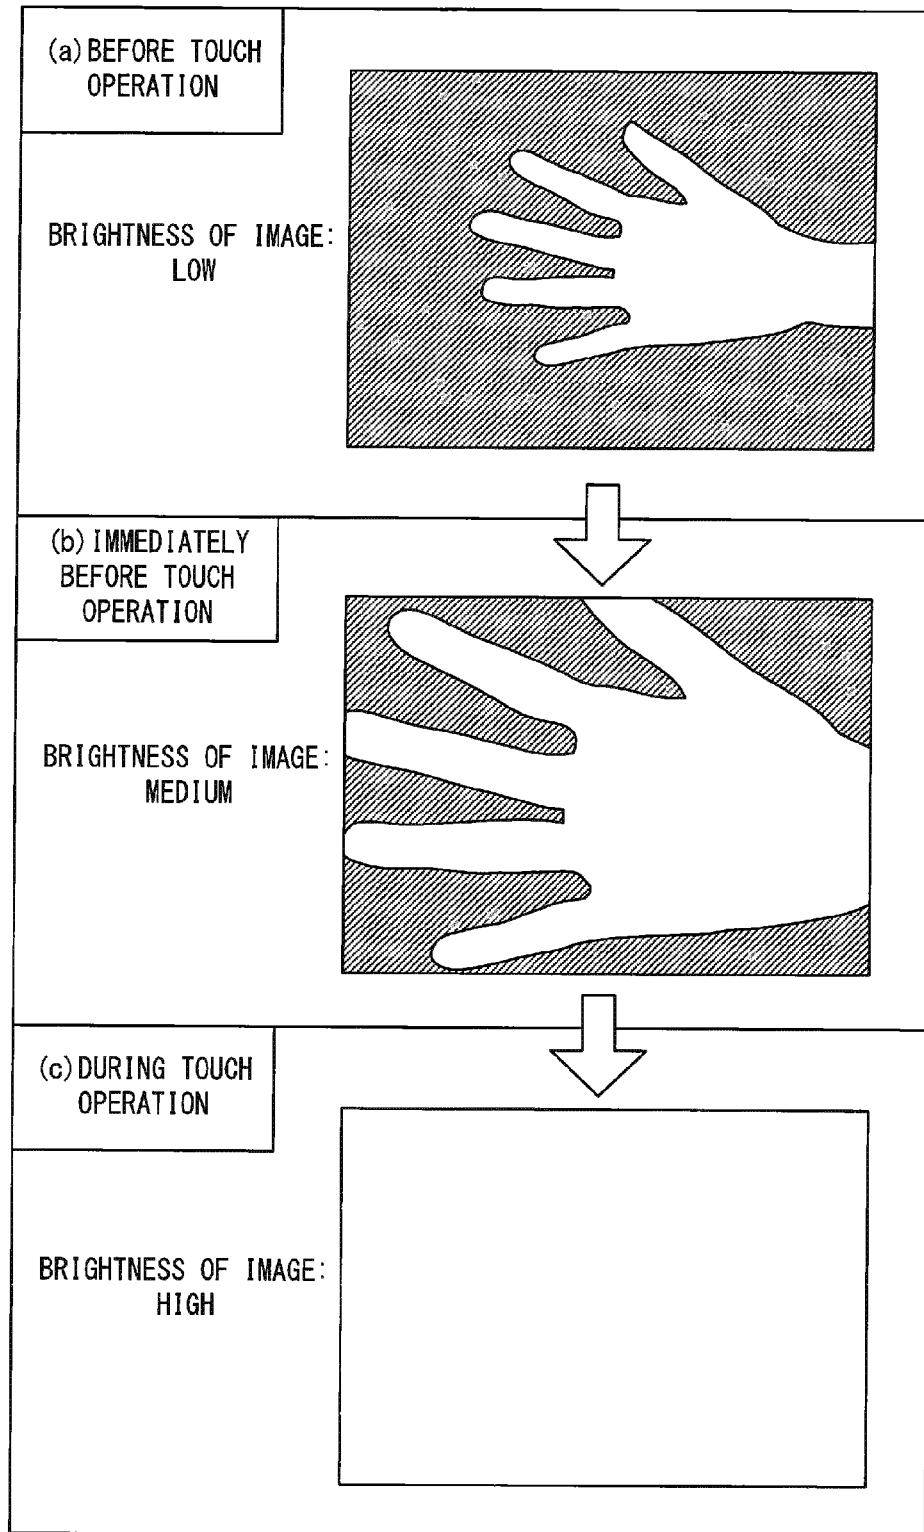 (a)BEFORE TOUCH
OPERATION
BRIGHTNESS OF IMAGE:
LOW
(b)IMMEDIATELY
BEFORE TOUCH
OPERATION
BRIGHTNESS OF IMAGE:
MEDIUM
(c)DURING TOUCH
OPERATION
BRIGHTNESS OF IMAGE:
HIGH